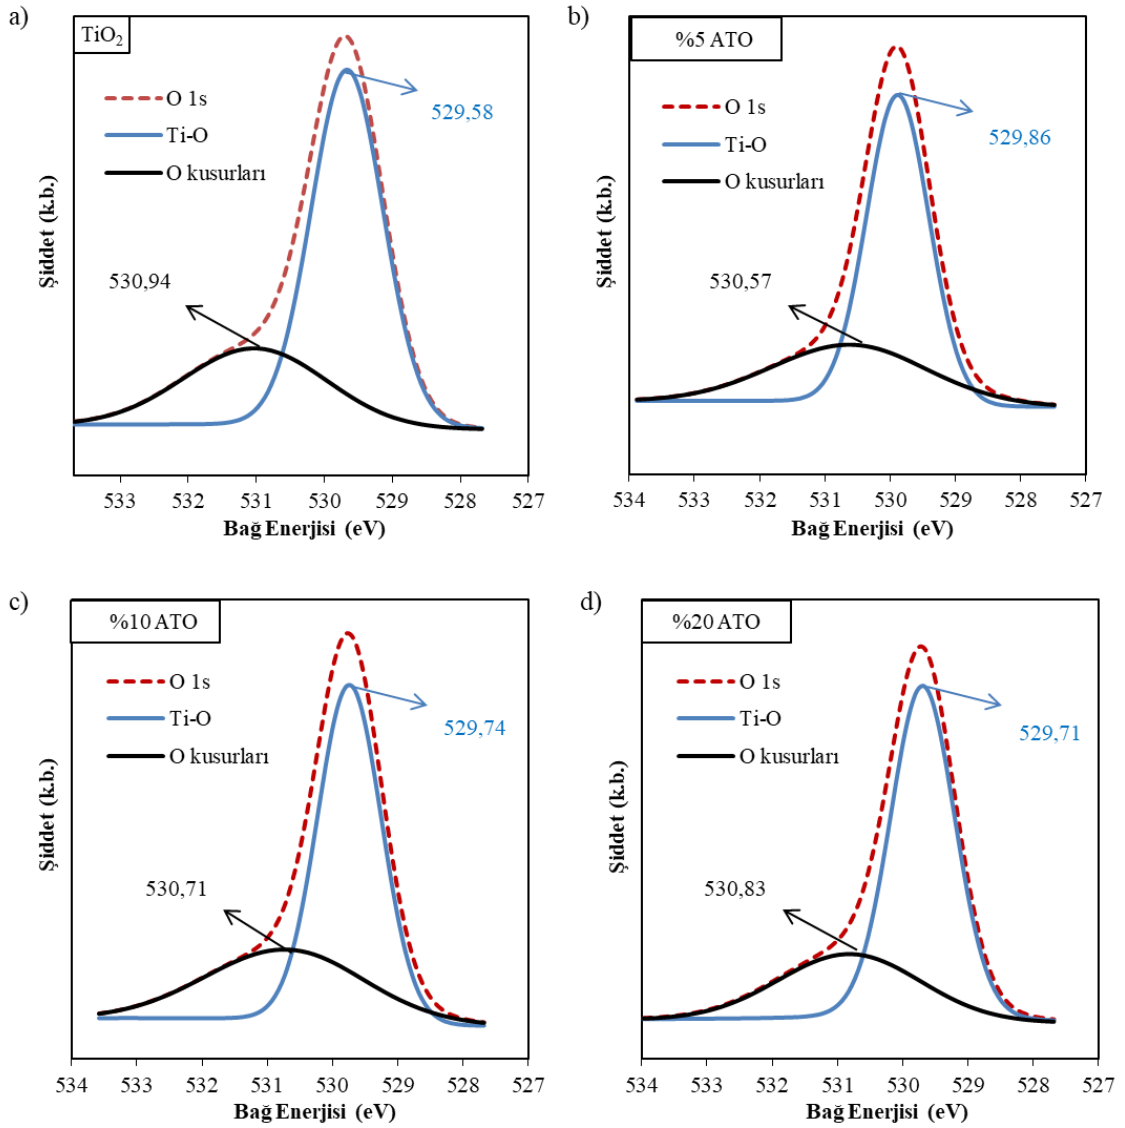 a)
TiO₂
O 1s
Ti-O
O kusurları
529,58
530,94
Şiddet (k.b.)
533 532 531 530 529 528 527
Bağ Enerjisi (eV)
b)
%5 ATO
O 1s
Ti-O
O kusurları
529,86
530,57
Şiddet (k.b.)
534 533 532 531 530 529 528 527
Bağ Enerjisi (eV)
c)
%10 ATO
O 1s
Ti-O
O kusurları
529,74
530,71
Şiddet (k.b.)
534 533 532 531 530 529 528 527
Bağ Enerjisi (eV)
d)
%20 ATO
O 1s
Ti-O
O kusurları
529,71
530,83
Şiddet (k.b.)
534 533 532 531 530 529 528 527
Bağ Enerjisi (eV)